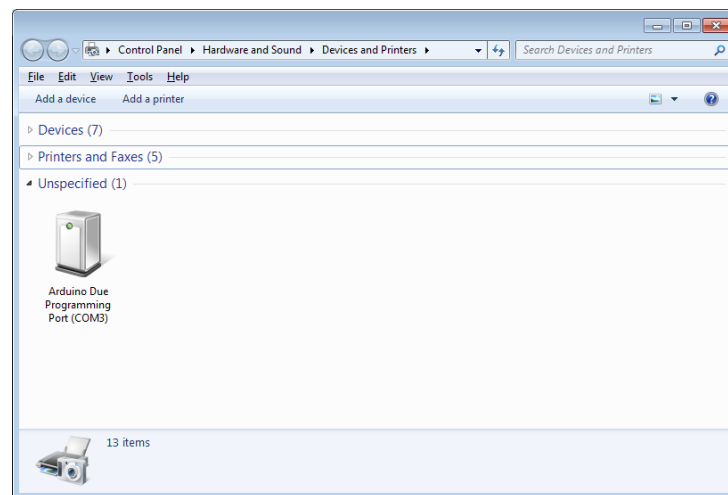 Control Panel Hardware and Sound Devices and Printers Search Devices and Printers
File Edit View Tools Help
Add a device Add a printer
Devices (7)
Printers and Faxes (5)
Unspecified (1)
Arduino Due
Programming
Port (COM3)
13 items